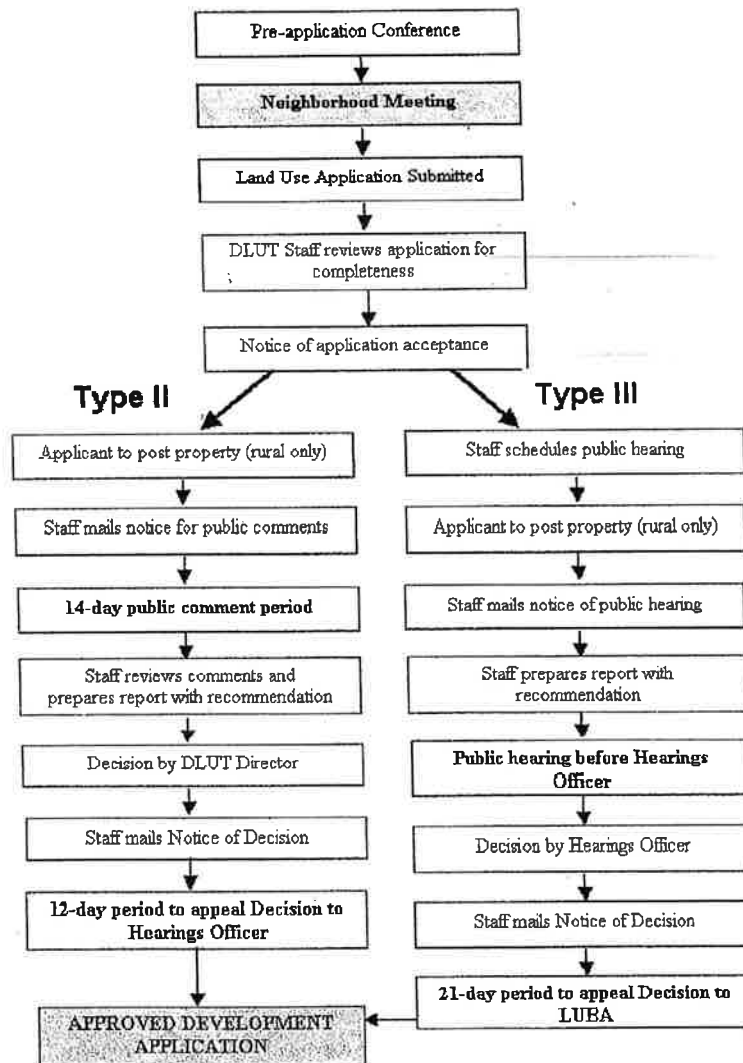 Pre-application Conference
Neighborhood Meeting
Land Use Application Submitted
DLUT Staff reviews application for
completeness
Notice of application acceptance
Type II
Applicant to post property (rural only)
Staff mails notice for public comments
14-day public comment period
Staff reviews comments and
prepares report with recommendation
Decision by DLUT Director
Staff mails Notice of Decision
12-day period to appeal Decision to
Hearings Officer
Type III
Staff schedules public hearing
Applicant to post property (rural only)
Staff mails notice of public hearing
Staff prepares report with
recommendation
Public hearing before Hearings
Officer
Decision by Hearings Officer
Staff mails Notice of Decision
21-day period to appeal Decision to
LUBA
APPROVED DEVELOPMENT
APPLICATION